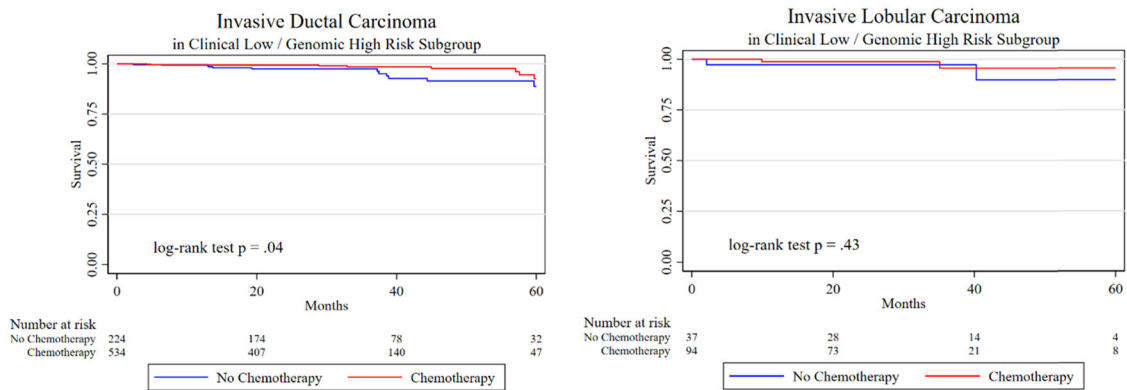 Invasive Ductal Carcinoma
in Clinical Low / Genomic High Risk Subgroup
Survival
1.00
0.75
0.50
0.25
0.00
log-rank test p = .04
0 20 40 60
Months
Number at risk
No Chemotherapy 224 174 78 32
Chemotherapy 534 407 140 47
No Chemotherapy Chemotherapy
Invasive Lobular Carcinoma
in Clinical Low / Genomic High Risk Subgroup
Survival
1.00
0.75
0.50
0.25
0.00
log-rank test p = .43
0 20 40 60
Months
Number at risk
No Chemotherapy 37 28 14 4
Chemotherapy 94 73 21 8
No Chemotherapy Chemotherapy